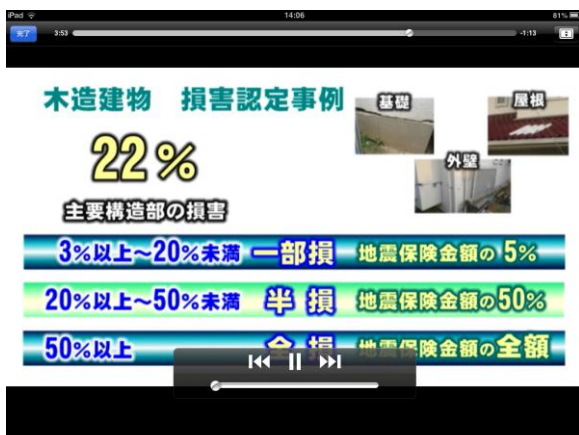 iPad
14:06
81%
完了
3:53
-1:13
木造建物 損害認定事例
基礎
屋根
外壁
22%
主要構造部の損害
3%以上~20%未満 一部損 地震保険金額の5%
20%以上~50%未満 半損 地震保険金額の50%
50%以上 全損 地震保険金額の全額